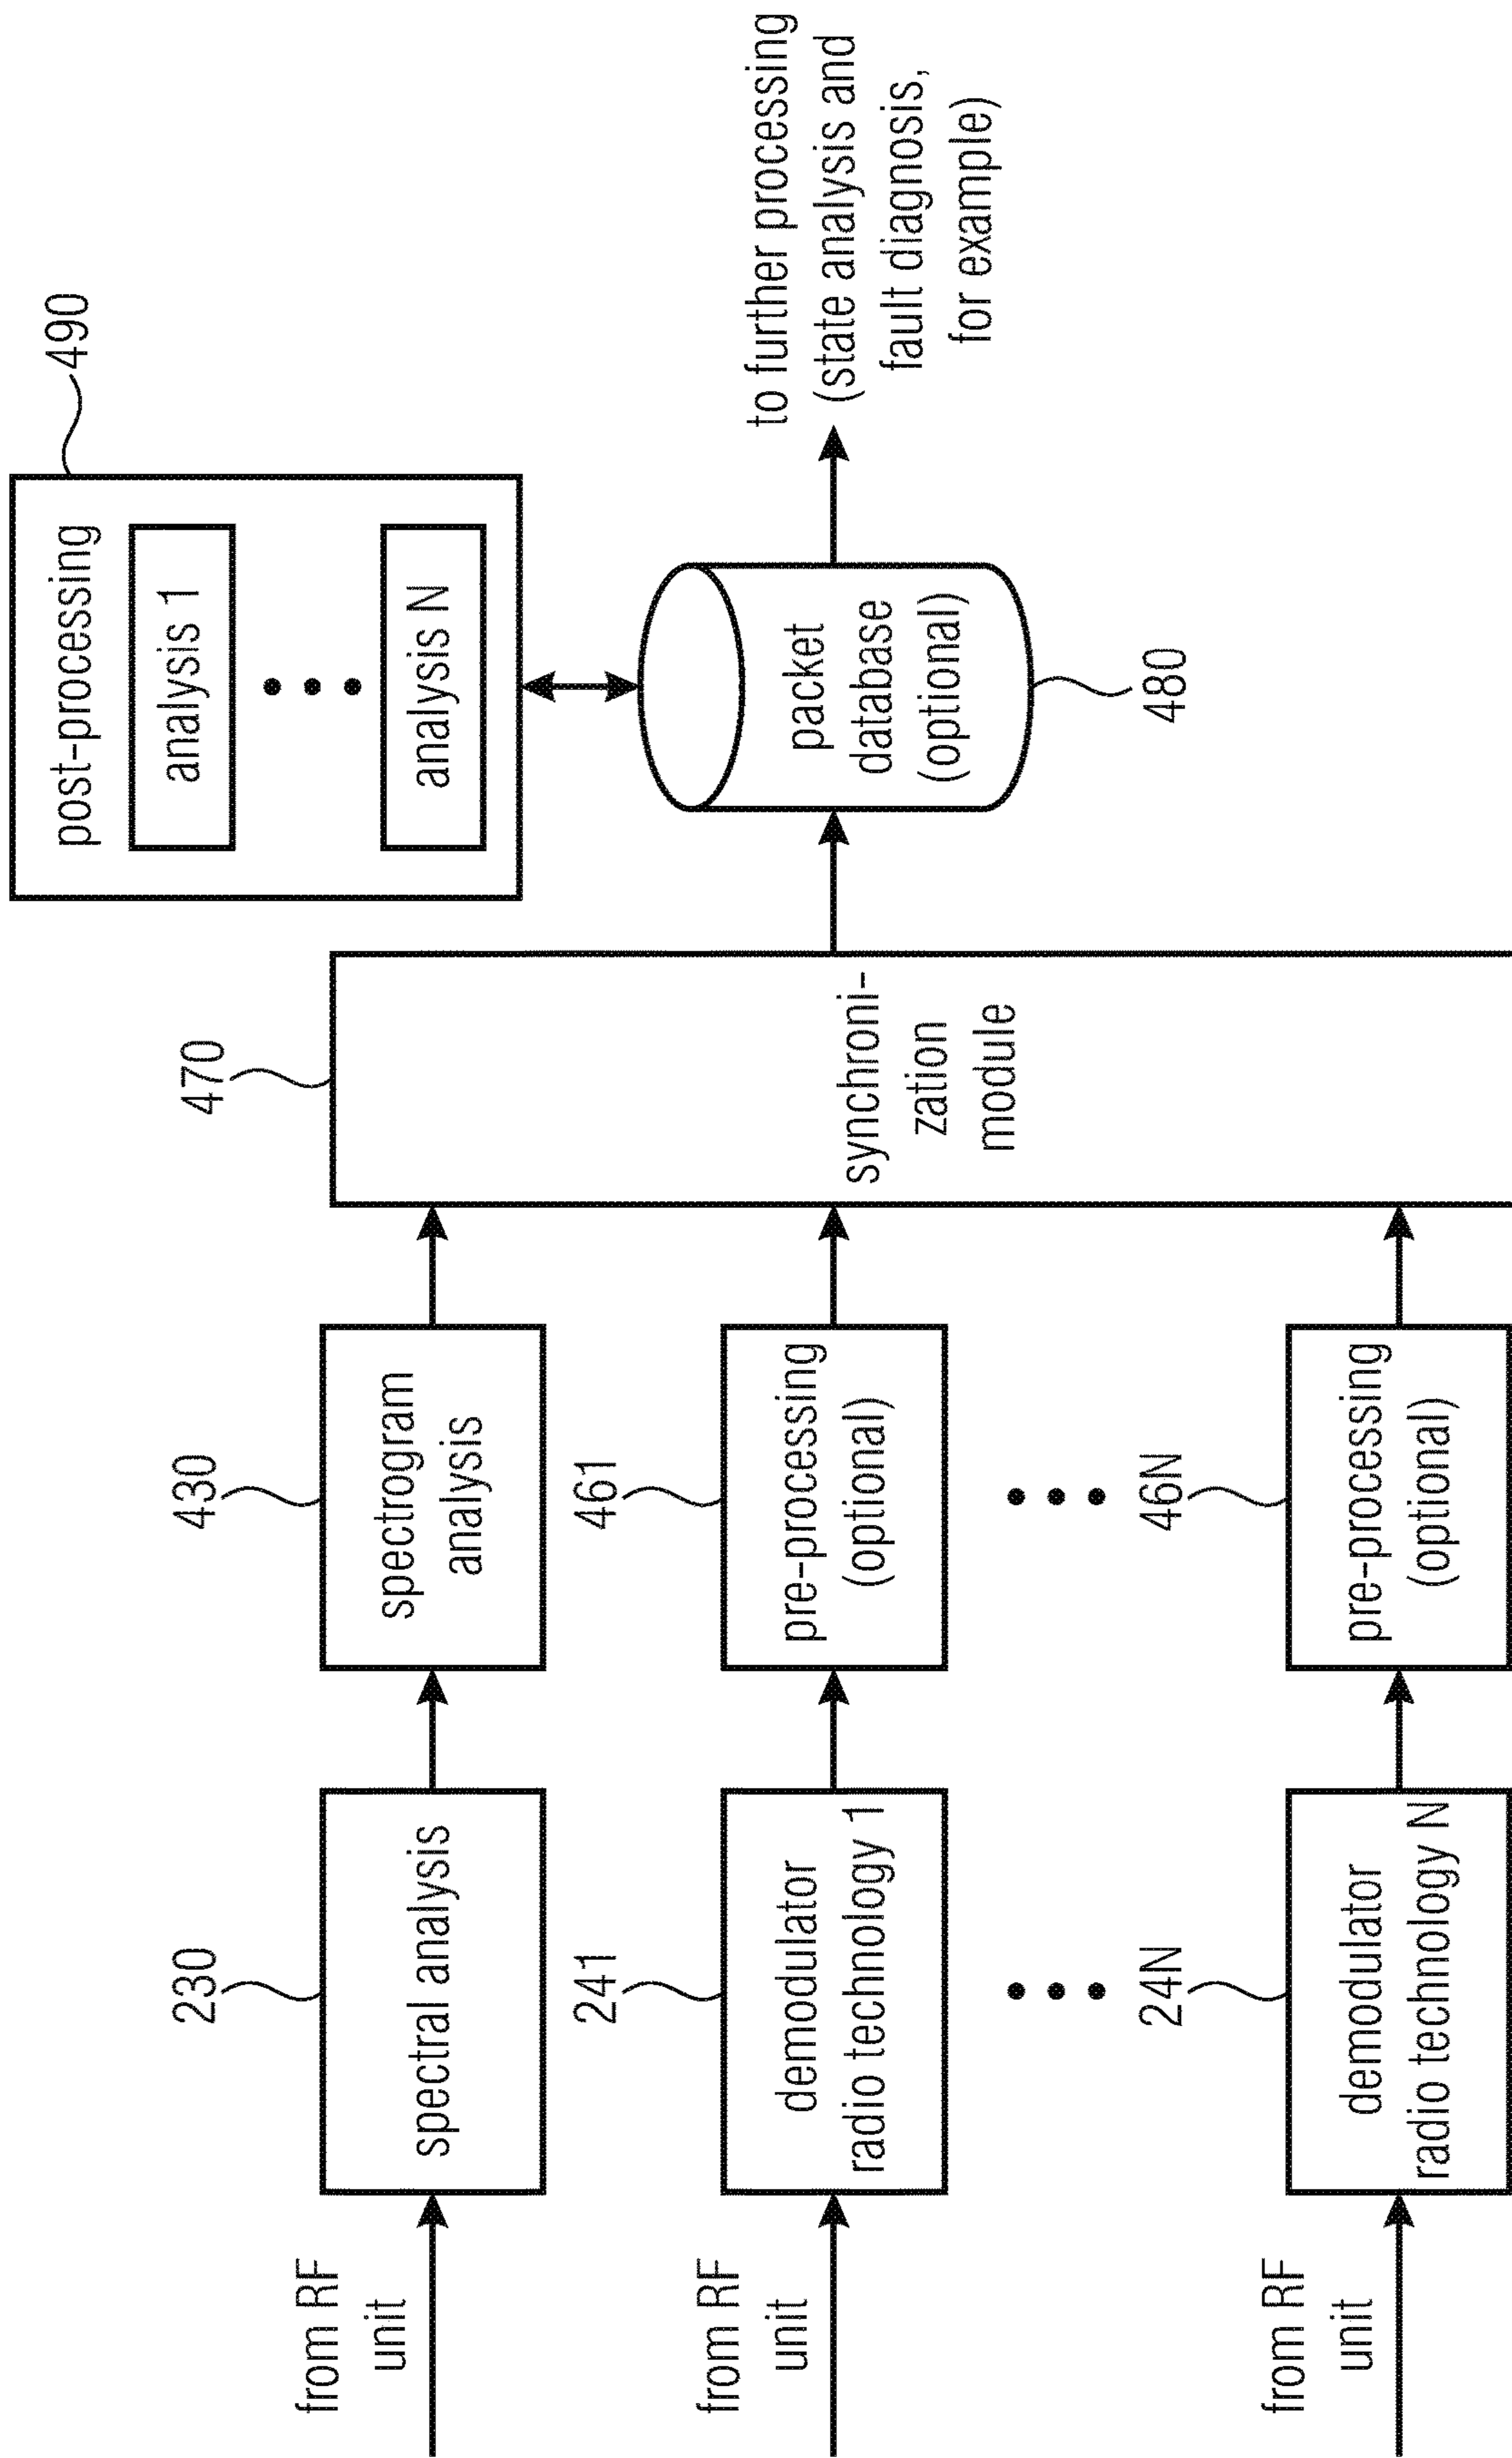 from RF
unit
230
spectral analysis
430
spectrogram
analysis
from RF
unit
241
demodulator
radio technology 1
461
pre-processing
(optional)
from RF
unit
24N
demodulator
radio technology N
46N
pre-processing
(optional)
470
synchroni-
zation
module
490
post-processing
analysis 1
analysis N
packet
database
(optional)
480
to further processing
(state analysis and
fault diagnosis,
for example)